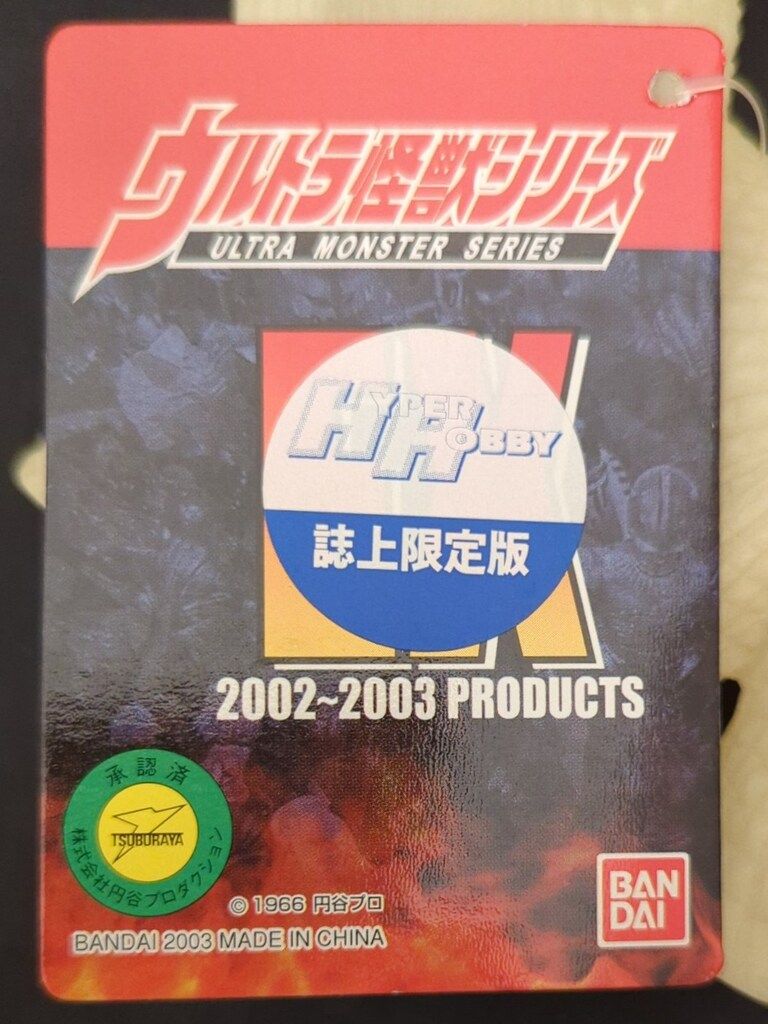 ウルトラ怪獣シリーズ
ULTRA MONSTER SERIES
HYPER
HOBBY
誌上限定版
2002~2003 PRODUCTS
承認済
TSUBURAYA
株式会社円谷プロダクション
© 1966 円谷プロ
BANDAI 2003 MADE IN CHINA
BAN
DAI